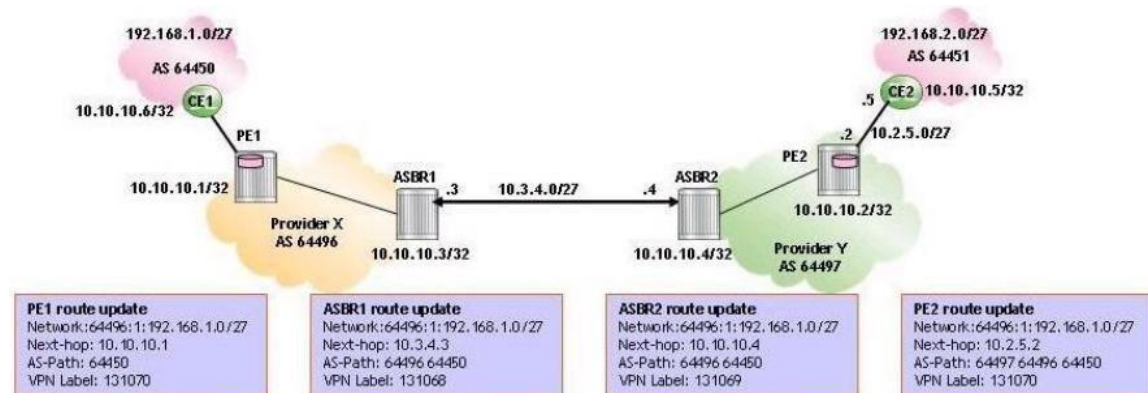 192.168.1.0/27
AS 64450
CE1
10.10.10.6/32
PE1
10.10.10.1/32
Provider X
AS 64496
ASBR1
.3
10.10.10.3/32
10.3.4.0/27
.4
ASBR2
10.10.10.4/32
192.168.2.0/27
AS 64451
CE2
10.10.10.5/32
.5
10.2.5.0/27
.2
PE2
10.10.10.2/32
Provider Y
AS 64497
PE1 route update
Network:64496:1:192.168.1.0/27
Next-hop: 10.10.10.1
AS-Path: 64450
VPN Label: 131070
ASBR1 route update
Network:64496:1:192.168.1.0/27
Next-hop: 10.3.4.3
AS-Path: 64496 64450
VPN Label: 131068
ASBR2 route update
Network:64496:1:192.168.1.0/27
Next-hop: 10.10.10.4
AS-Path: 64496 64450
VPN Label: 131069
PE2 route update
Network:64496:1:192.168.1.0/27
Next-hop: 10.2.5.2
AS-Path: 64497 64496 64450
VPN Label: 131070